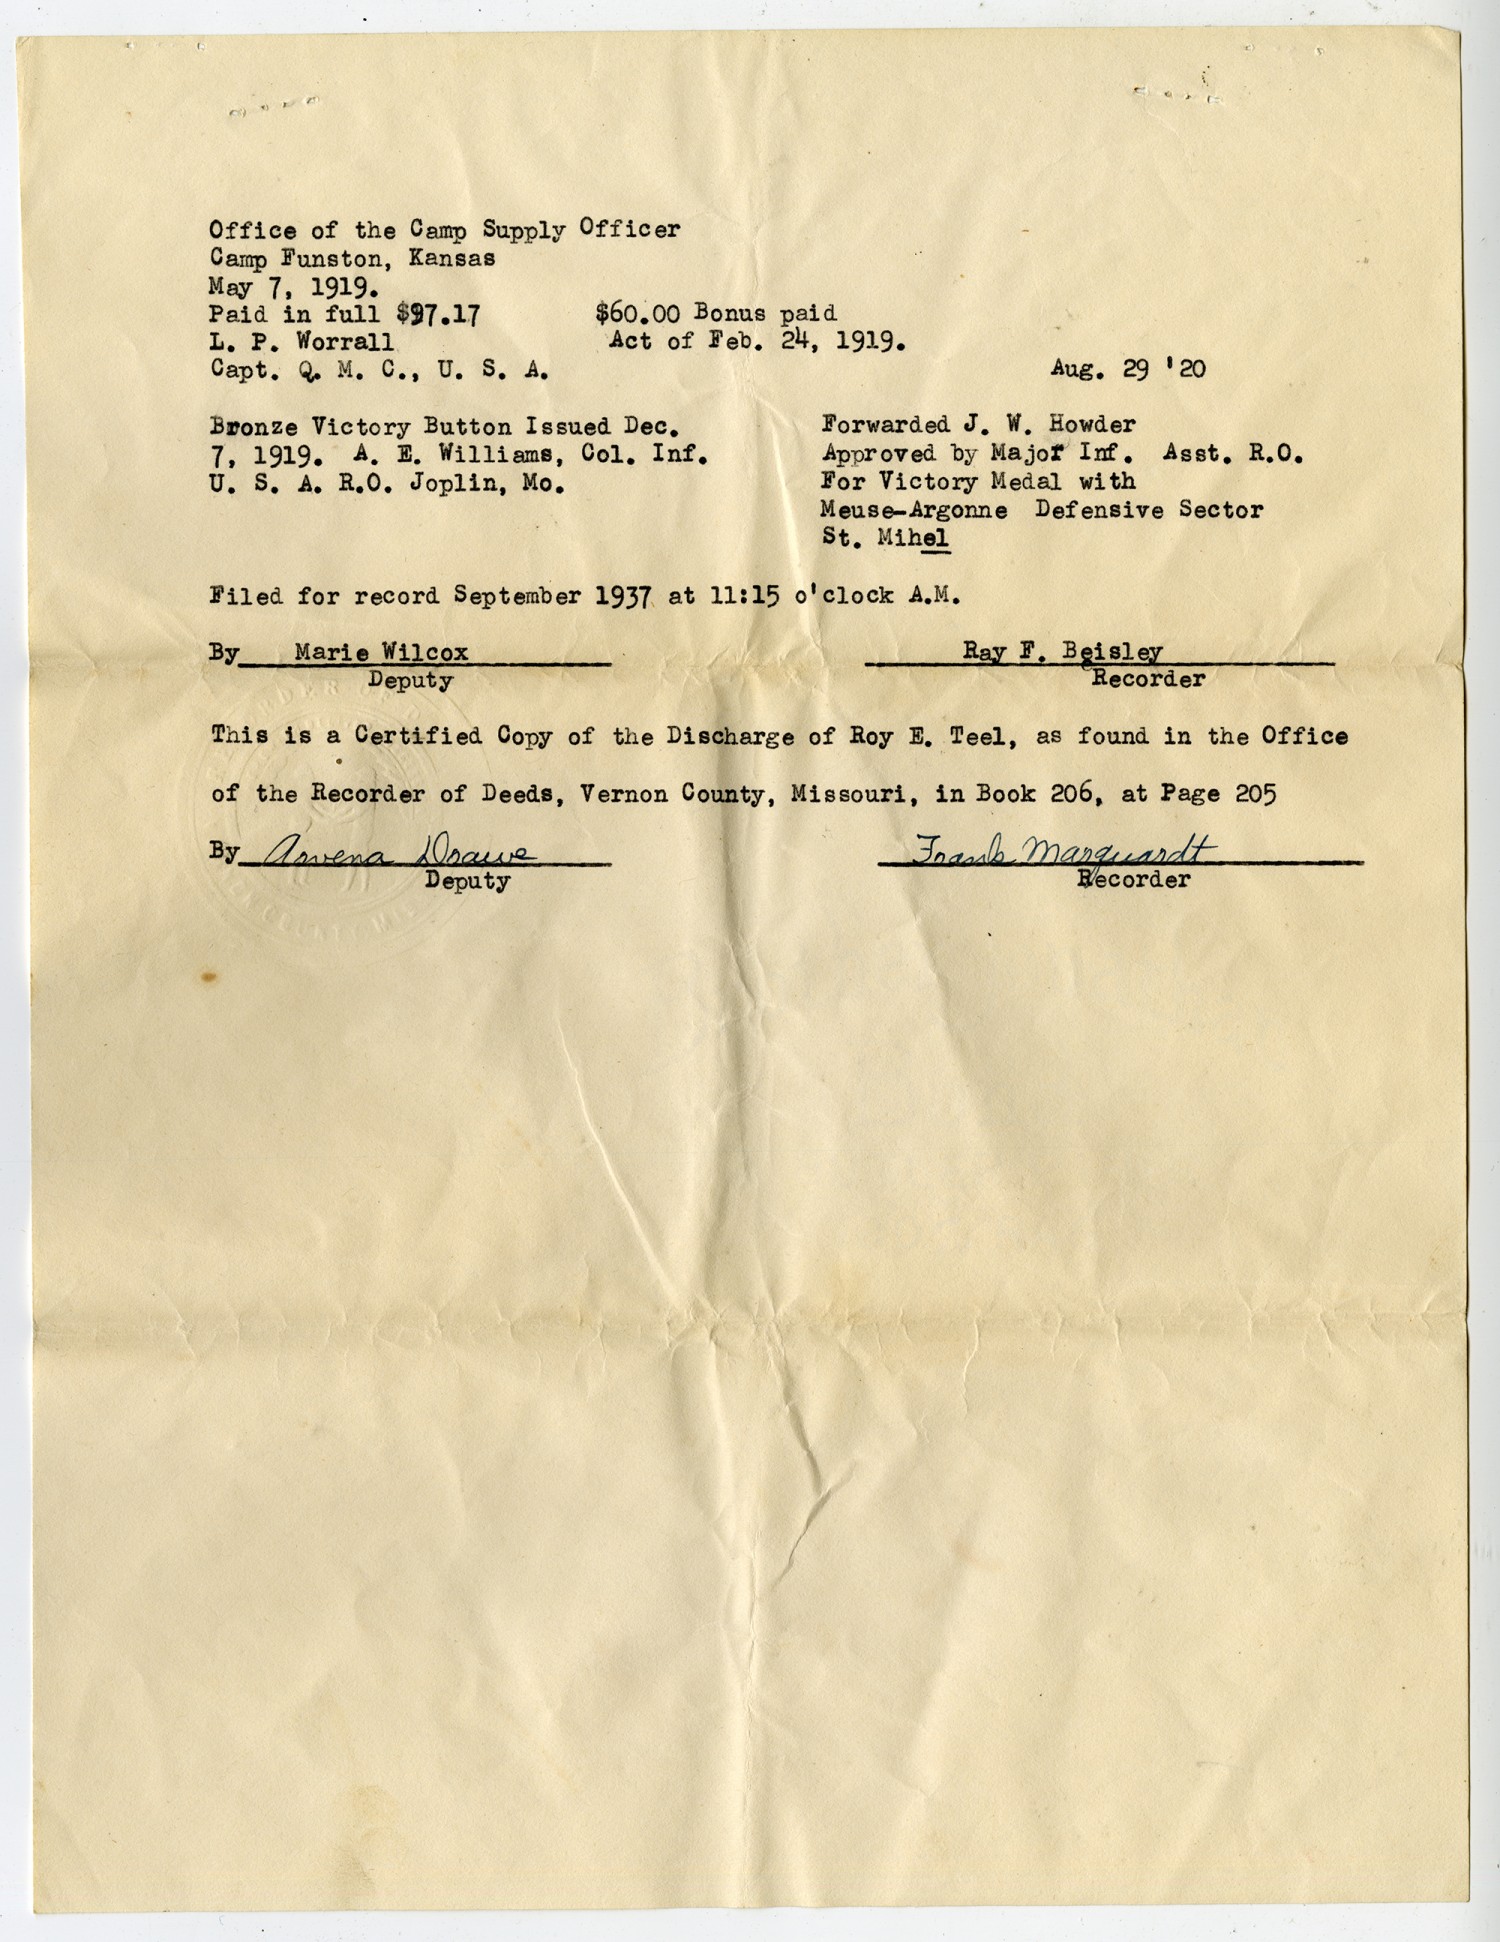 Office of the Camp Supply Officer
Camp Funston, Kansas
May 7, 1919.
Paid in full $97.17 $60.00 Bonus paid
L. P. Worrall Act of Feb. 24, 1919.
Capt. Q. M. C., U. S. A. Aug. 29 '20
Bronze Victory Button Issued Dec.
7, 1919. A. E. Williams, Col. Inf.
U. S. A. R.O. Joplin, Mo.
Forwarded J. W. Howder
Approved by Major Inf. Asst. R.O.
For Victory Medal with
Meuse-Argonne Defensive Sector
St. Mihel
Filed for record September 1937 at 11:15 o'clock A.M.
By Marie Wilcox Ray F. Beisley
Deputy Recorder
This is a Certified Copy of the Discharge of Roy E. Teel, as found in the Office
of the Recorder of Deeds, Vernon County, Missouri, in Book 206, at Page 205
By Arvena Drawe Frank Marquardt
Deputy Recorder